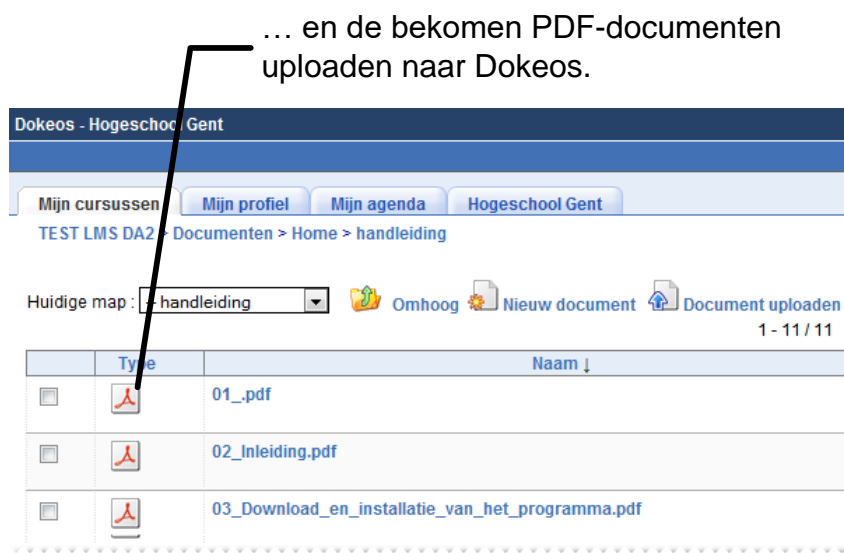 … en de bekomen PDF-documenten
uploaden naar Dokeos.
Dokeos - Hogeschool Gent
Mijn cursussen Mijn profiel Mijn agenda Hogeschool Gent
TEST LMS DA2 > Documenten > Home > handleiding
Huidige map : - handleiding Omhoog Nieuw document Document uploaden
1 - 11 / 11
Type Naam ↓
01_.pdf
02_Inleiding.pdf
03_Download_en_installatie_van_het_programma.pdf